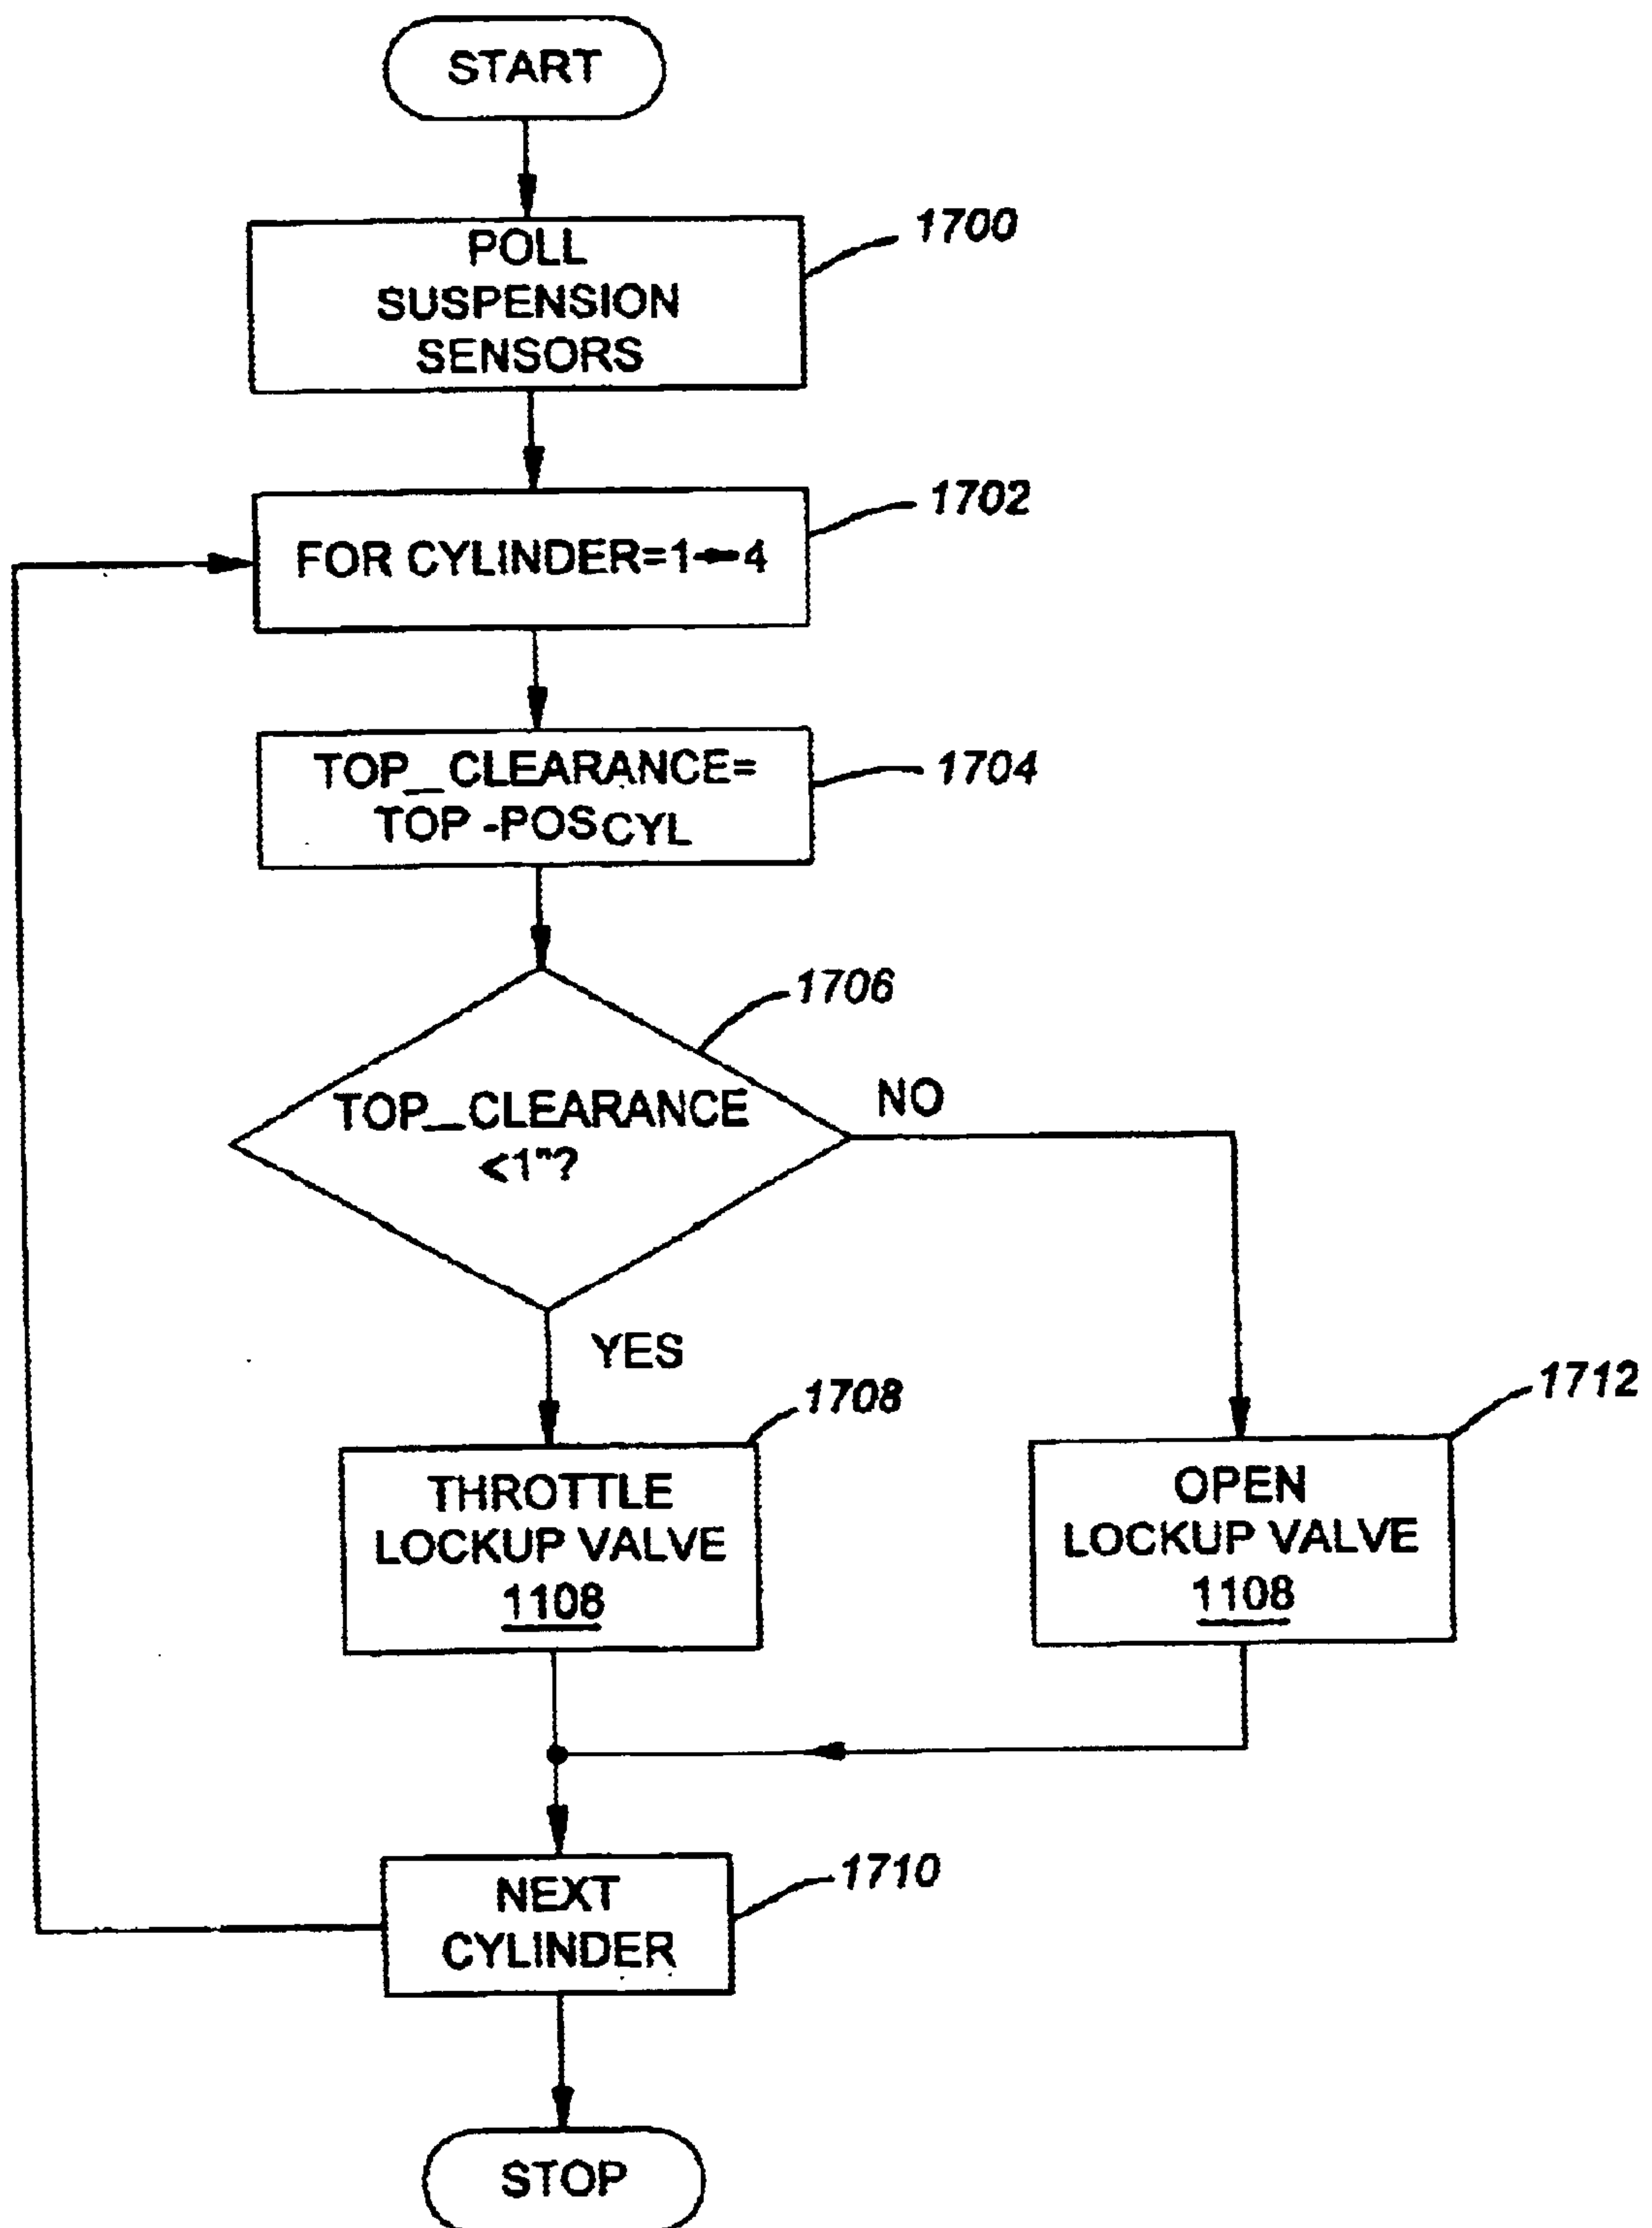 START
POLL
SUSPENSION
SENSORS
1700
FOR CYLINDER=1→4
1702
TOP_CLEARANCE=
TOP -POSCYL
1704
TOP_CLEARANCE
<1"?
1706
NO
YES
THROTTLE
LOCKUP VALVE
1108
1708
OPEN
LOCKUP VALVE
1108
1712
NEXT
CYLINDER
1710
STOP